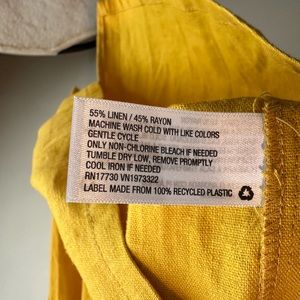 55% LINEN / 45% RAYON
MACHINE WASH COLD WITH LIKE COLORS
GENTLE CYCLE
ONLY NON-CHLORINE BLEACH IF NEEDED
TUMBLE DRY LOW, REMOVE PROMPTLY
COOL IRON IF NEEDED
RN17730 VN1973322
LABEL MADE FROM 100% RECYCLED PLASTIC